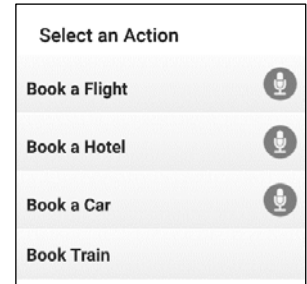 Select an Action
Book a Flight
Book a Hotel
Book a Car
Book Train